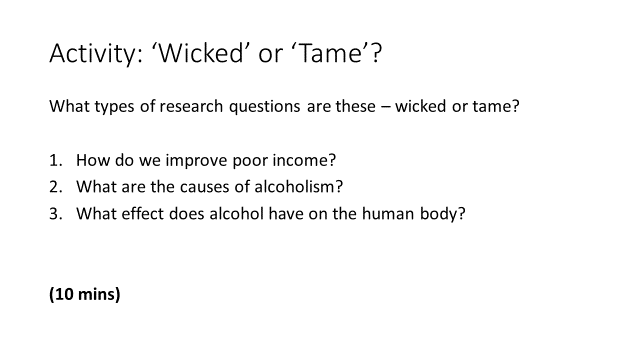 Activity: ‘Wicked’ or ‘Tame’?
What types of research questions are these – wicked or tame?
1. How do we improve poor income?
2. What are the causes of alcoholism?
3. What effect does alcohol have on the human body?
(10 mins)